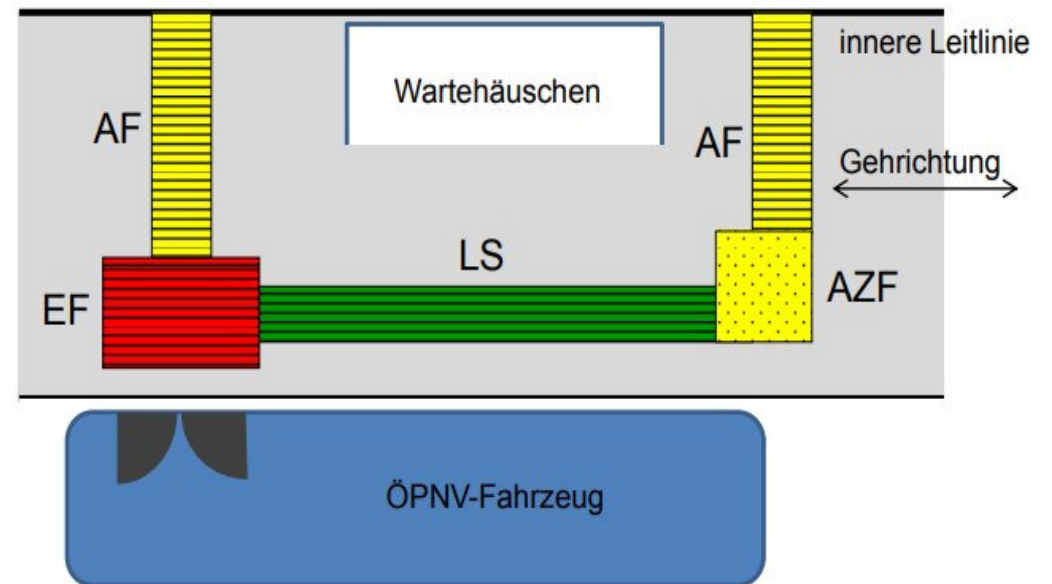 innere Leitlinie
Wartehäuschen
AF
AF
Gehrichtung
LS
EF
AZF
ÖPNV-Fahrzeug